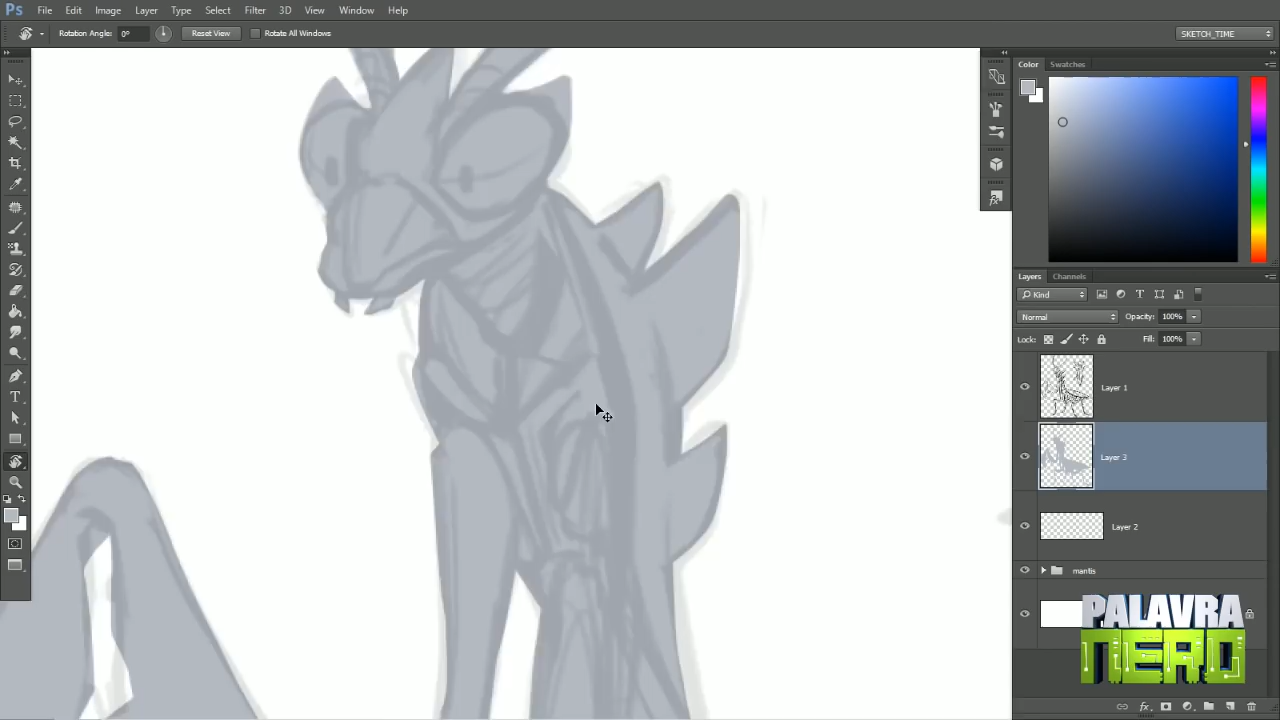 Ps File Edit Image Layer Type Select Filter 3D View Window Help
Rotation Angle: 0° Reset View Rotate All Windows SKETCH_TIME
Color Swatches
Layers Channels
Kind
Normal Opacity: 100%
Lock: Fill: 100%
Layer 1
Layer 3
Layer 2
mantis
PALAVRA
NERD